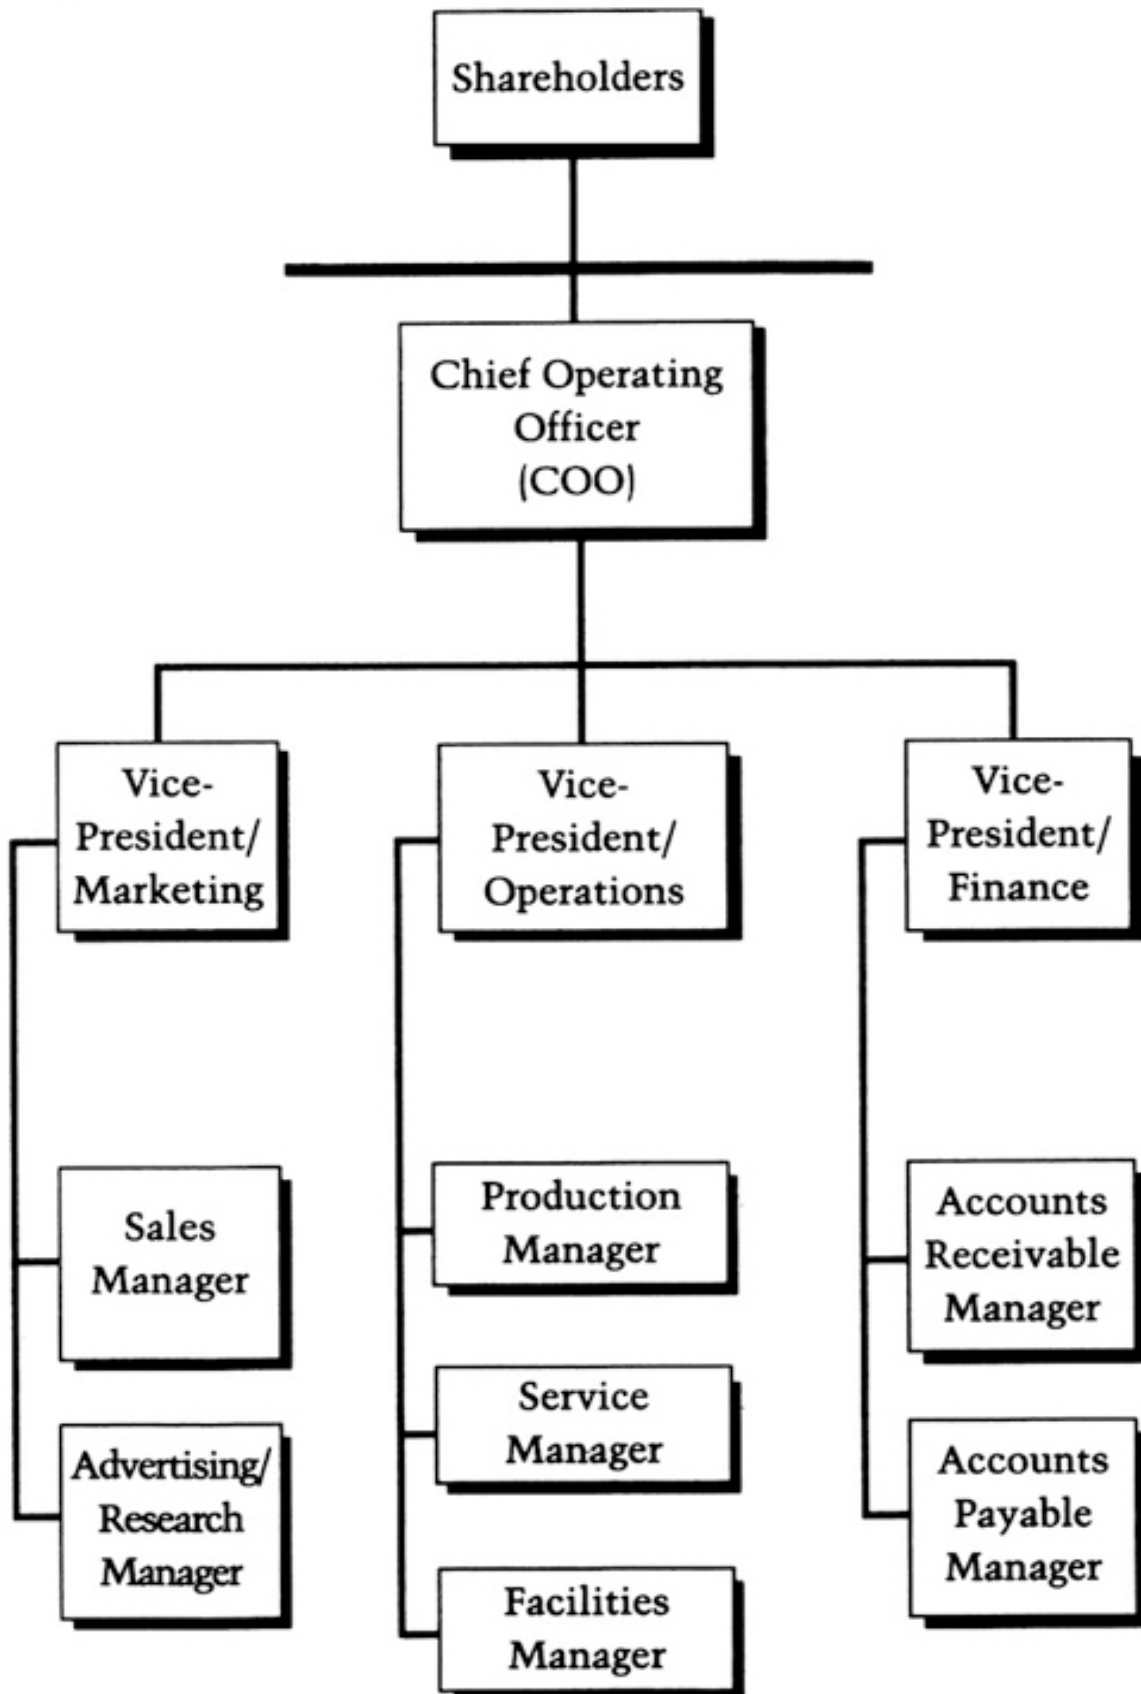 Shareholders
Chief Operating
Officer
(COO)
Vice-
President/
Marketing
Vice-
President/
Operations
Vice-
President/
Finance
Sales
Manager
Advertising/
Research
Manager
Production
Manager
Service
Manager
Facilities
Manager
Accounts
Receivable
Manager
Accounts
Payable
Manager